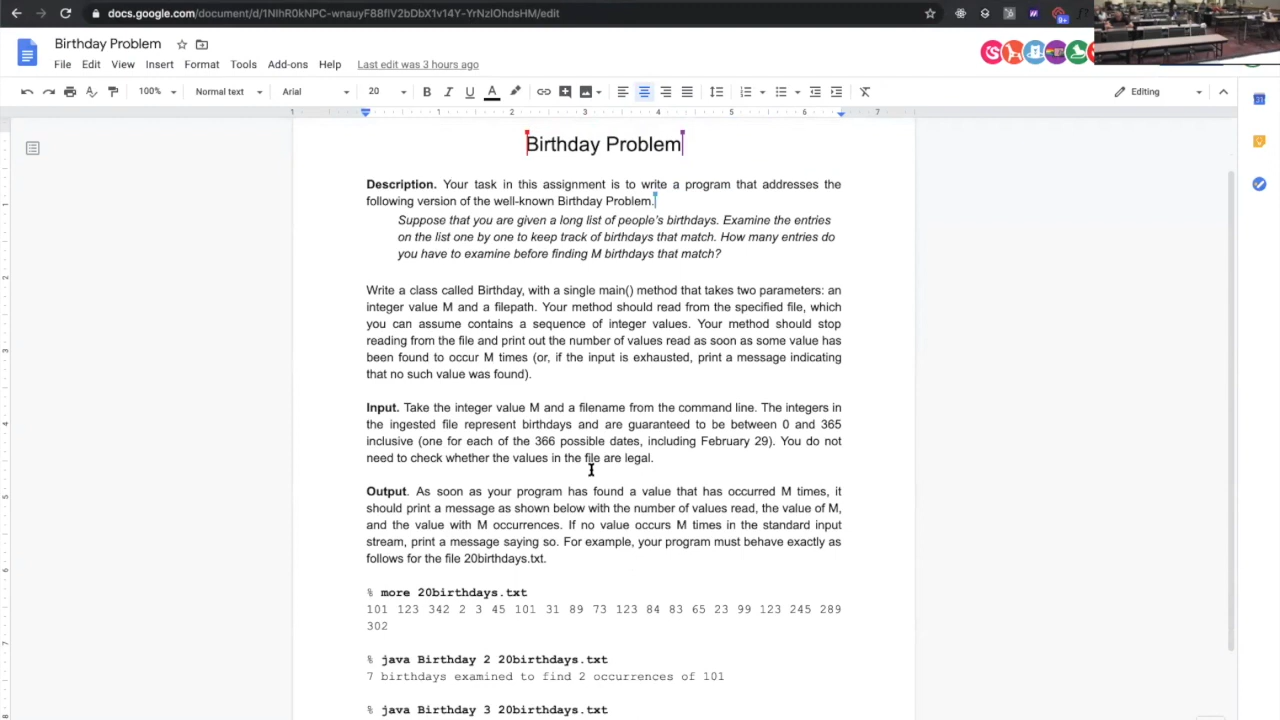 docs.google.com/document/d/1NIhR0kNPC-wnauyF88fIV2bDbX1v14Y-YrNzIOhdsHM/edit
9+
Birthday Problem
File Edit View Insert Format Tools Add-ons Help Last edit was 3 hours ago
100% Normal text Arial 20 B I U A Editing
1 1 2 3 4 5 6 7
Birthday Problem
Description. Your task in this assignment is to write a program that addresses the
following version of the well-known Birthday Problem.
Suppose that you are given a long list of people's birthdays. Examine the entries
on the list one by one to keep track of birthdays that match. How many entries do
you have to examine before finding M birthdays that match?
Write a class called Birthday, with a single main() method that takes two parameters: an
integer value M and a filepath. Your method should read from the specified file, which
you can assume contains a sequence of integer values. Your method should stop
reading from the file and print out the number of values read as soon as some value has
been found to occur M times (or, if the input is exhausted, print a message indicating
that no such value was found).
Input. Take the integer value M and a filename from the command line. The integers in
the ingested file represent birthdays and are guaranteed to be between 0 and 365
inclusive (one for each of the 366 possible dates, including February 29). You do not
need to check whether the values in the file are legal.
Output. As soon as your program has found a value that has occurred M times, it
should print a message as shown below with the number of values read, the value of M,
and the value with M occurrences. If no value occurs M times in the standard input
stream, print a message saying so. For example, your program must behave exactly as
follows for the file 20birthdays.txt.
% more 20birthdays.txt
101 123 342 2 3 45 101 31 89 73 123 84 83 65 23 99 123 245 289
302
% java Birthday 2 20birthdays.txt
7 birthdays examined to find 2 occurrences of 101
% java Birthday 3 20birthdays.txt